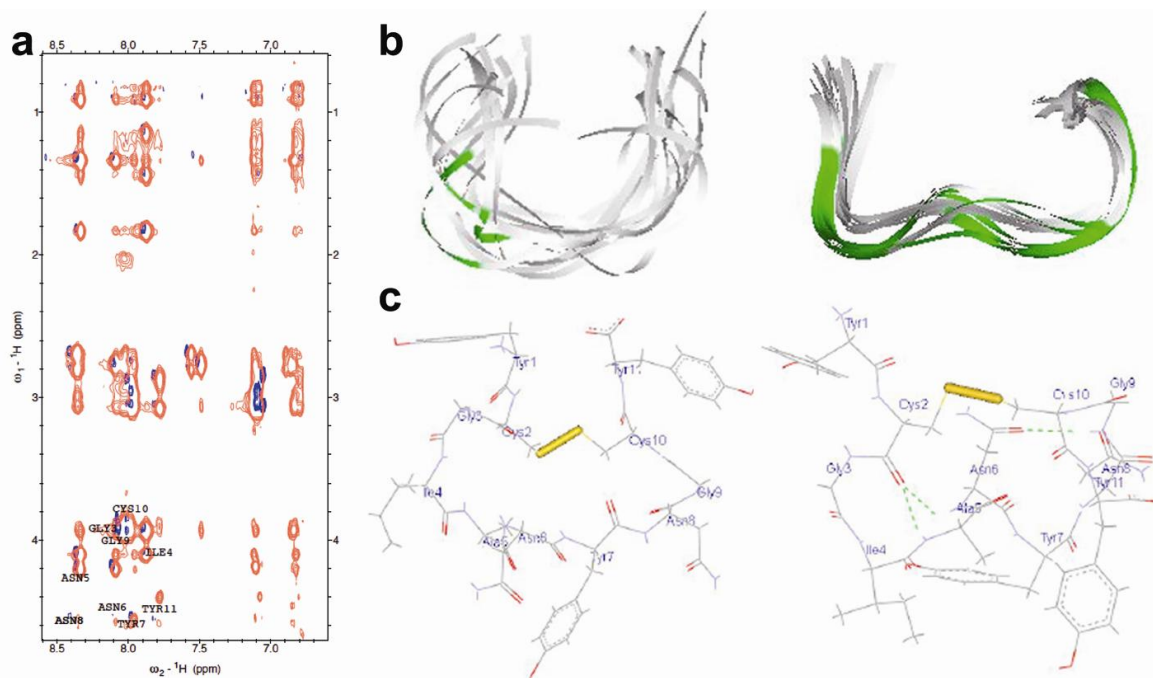 a
8.5 8.0 7.5 7.0
1
2
3
4
ω1 - 1H (ppm)
CYS10
GLY3
GLY9
ILE4
ASN5
ASN6
TYR11
ASN8
TYR7
8.5 8.0 7.5 7.0
ω2 - 1H (ppm)
b
c
Tyr1
Tyr1
Gly3
Cys2
Cys10
Ile4
Gly9
Ala5
Asn6
Asn8
Tyr7
Tyr1
Cys2
Cys10
Gly9
Gly3
Asn6
Asn8
Tyr11
Ala5
Ile4
Tyr7